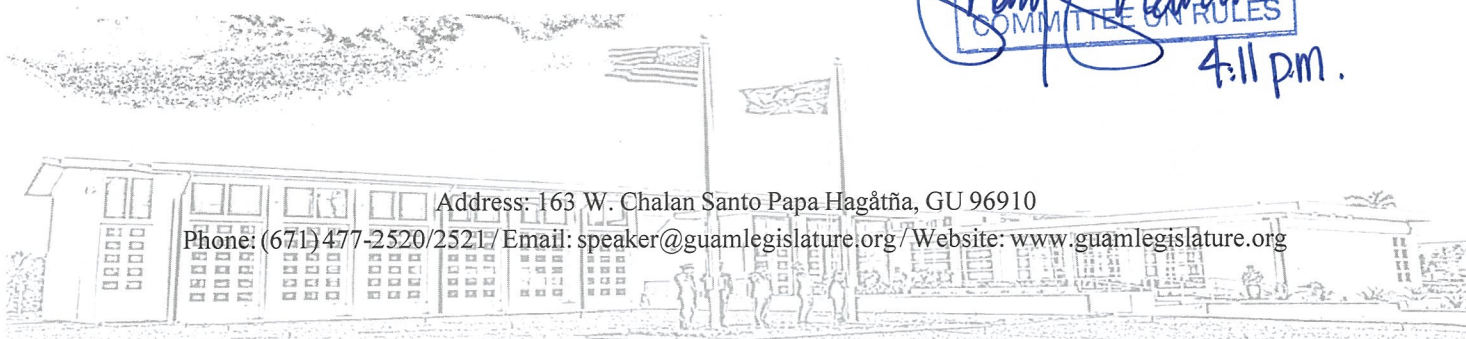 COMMITTEE ON RULES
4:11 p.m.
Address: 163 W. Chalan Santo Papa Hagåtña, GU 96910
Phone: (671)477-2520/2521/Email: speaker@guamlegislature.org/Website: www.guamlegislature.org